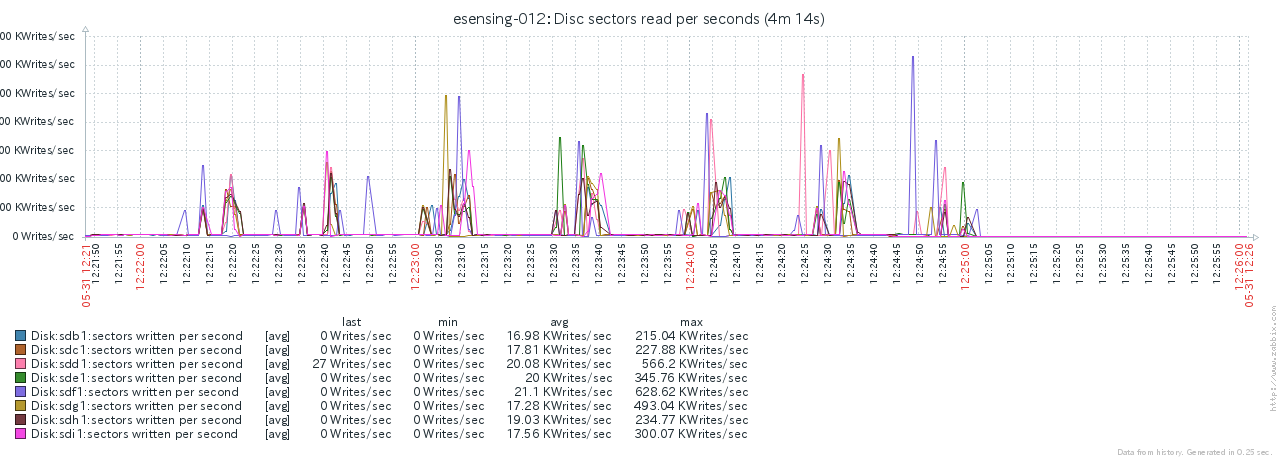 esensing-012: Disc sectors read per seconds (4m 14s)
00 KWrites/sec
00 KWrites/sec
00 KWrites/sec
00 KWrites/sec
00 KWrites/sec
00 KWrites/sec
00 KWrites/sec
0 Writes/sec
05-31 12:21
12:21:50
12:21:55
12:22:00
12:22:05
12:22:10
12:22:15
12:22:20
12:22:25
12:22:30
12:22:35
12:22:40
12:22:45
12:22:50
12:22:55
12:23:00
12:23:05
12:23:10
12:23:15
12:23:20
12:23:25
12:23:30
12:23:35
12:23:40
12:23:45
12:23:50
12:23:55
12:24:00
12:24:05
12:24:10
12:24:15
12:24:20
12:24:25
12:24:30
12:24:35
12:24:40
12:24:45
12:24:50
12:24:55
12:25:00
12:25:05
12:25:10
12:25:15
12:25:20
12:25:25
12:25:30
12:25:35
12:25:40
12:25:45
12:25:50
12:25:55
12:26:00
05-31 12:26
last min avg max
Disk:sdb1:sectors written per second [avg] 0 Writes/sec 0 Writes/sec 16.98 KWrites/sec 215.04 KWrites/sec
Disk:sdc1:sectors written per second [avg] 0 Writes/sec 0 Writes/sec 17.81 KWrites/sec 227.88 KWrites/sec
Disk:sdd1:sectors written per second [avg] 27 Writes/sec 0 Writes/sec 20.08 KWrites/sec 566.2 KWrites/sec
Disk:sde1:sectors written per second [avg] 0 Writes/sec 0 Writes/sec 20 KWrites/sec 345.76 KWrites/sec
Disk:sdf1:sectors written per second [avg] 0 Writes/sec 0 Writes/sec 21.1 KWrites/sec 628.62 KWrites/sec
Disk:sdg1:sectors written per second [avg] 0 Writes/sec 0 Writes/sec 17.28 KWrites/sec 493.04 KWrites/sec
Disk:sdh1:sectors written per second [avg] 0 Writes/sec 0 Writes/sec 19.03 KWrites/sec 234.77 KWrites/sec
Disk:sdi1:sectors written per second [avg] 0 Writes/sec 0 Writes/sec 17.56 KWrites/sec 300.07 KWrites/sec
http://www.zabbix.com
Data from history. Generated in 0.25 sec.